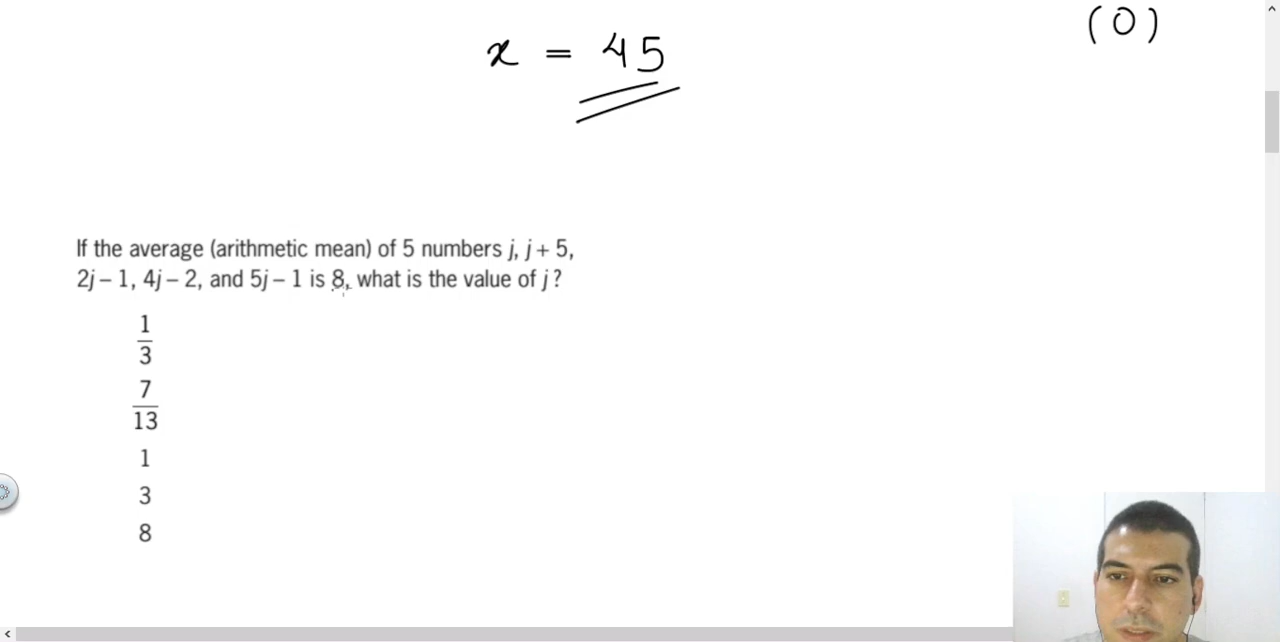 (0)
x = 45
If the average (arithmetic mean) of 5 numbers j, j + 5,
2j – 1, 4j – 2, and 5j – 1 is 8, what is the value of j?
1
3
7
13
1
3
8